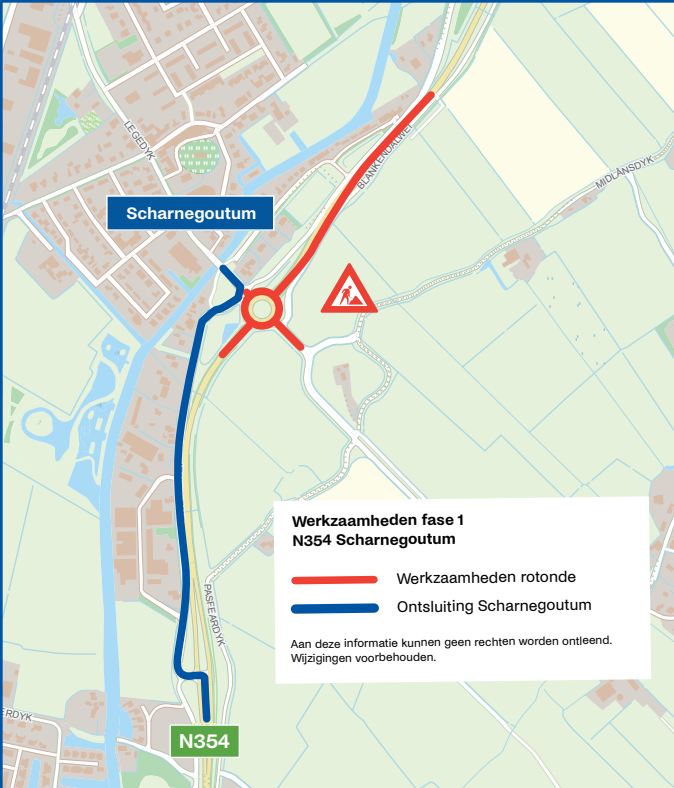 LEGEDYK
BLANKENDALWEI
MIDLÂNSDYK
Scharnegoutum
Werkzaamheden fase 1
N354 Scharnegoutum
Werkzaamheden rotonde
Ontsluiting Scharnegoutum
Aan deze informatie kunnen geen rechten worden ontleend.
Wijzigingen voorbehouden.
PASFEARDYK
ERDYK
N354